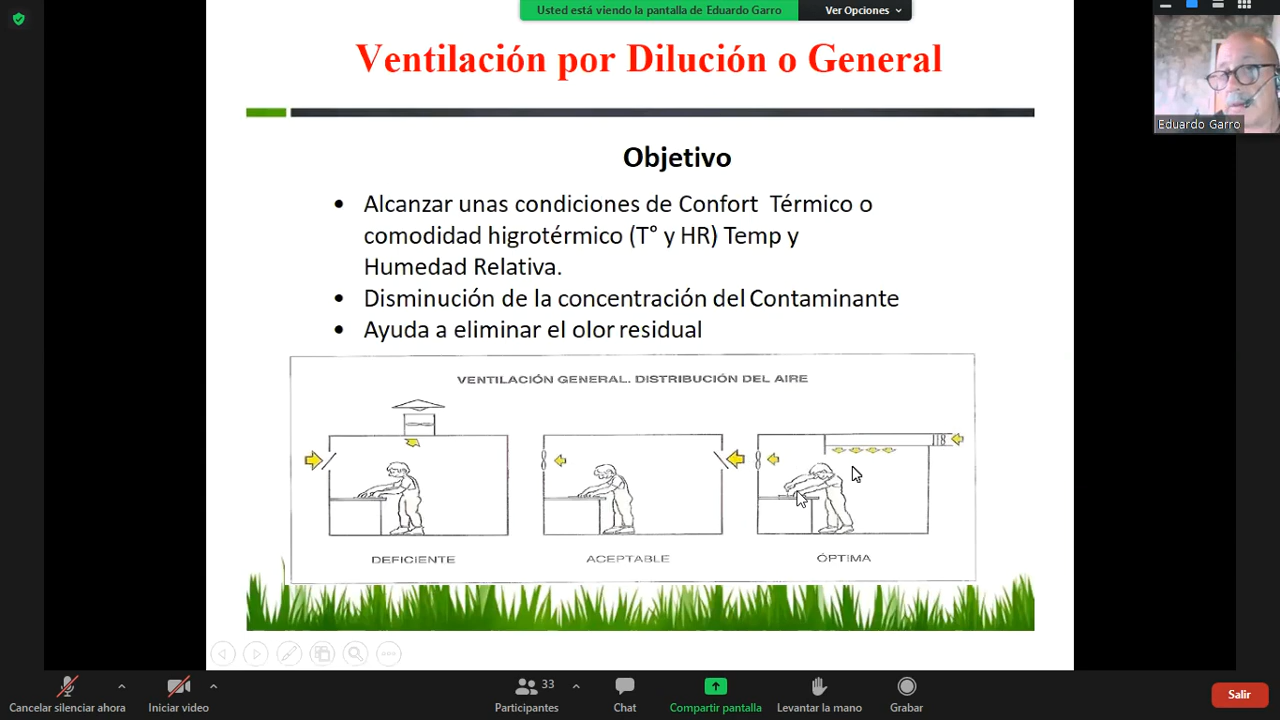 Usted está viendo la pantalla de Eduardo Garro
Ver Opciones
Ventilación por Dilución o General
Eduardo Garro
Objetivo
• Alcanzar unas condiciones de Confort Térmico o
comodidad higrotérmico (T° y HR) Temp y
Humedad Relativa.
• Disminución de la concentración del Contaminante
• Ayuda a eliminar el olor residual
VENTILACIÓN GENERAL. DISTRIBUCIÓN DEL AIRE
DEFICIENTE
ACEPTABLE
ÓPTIMA
Cancelar silenciar ahora
Iniciar video
33
Participantes
Chat
Compartir pantalla
Levantar la mano
Grabar
Salir